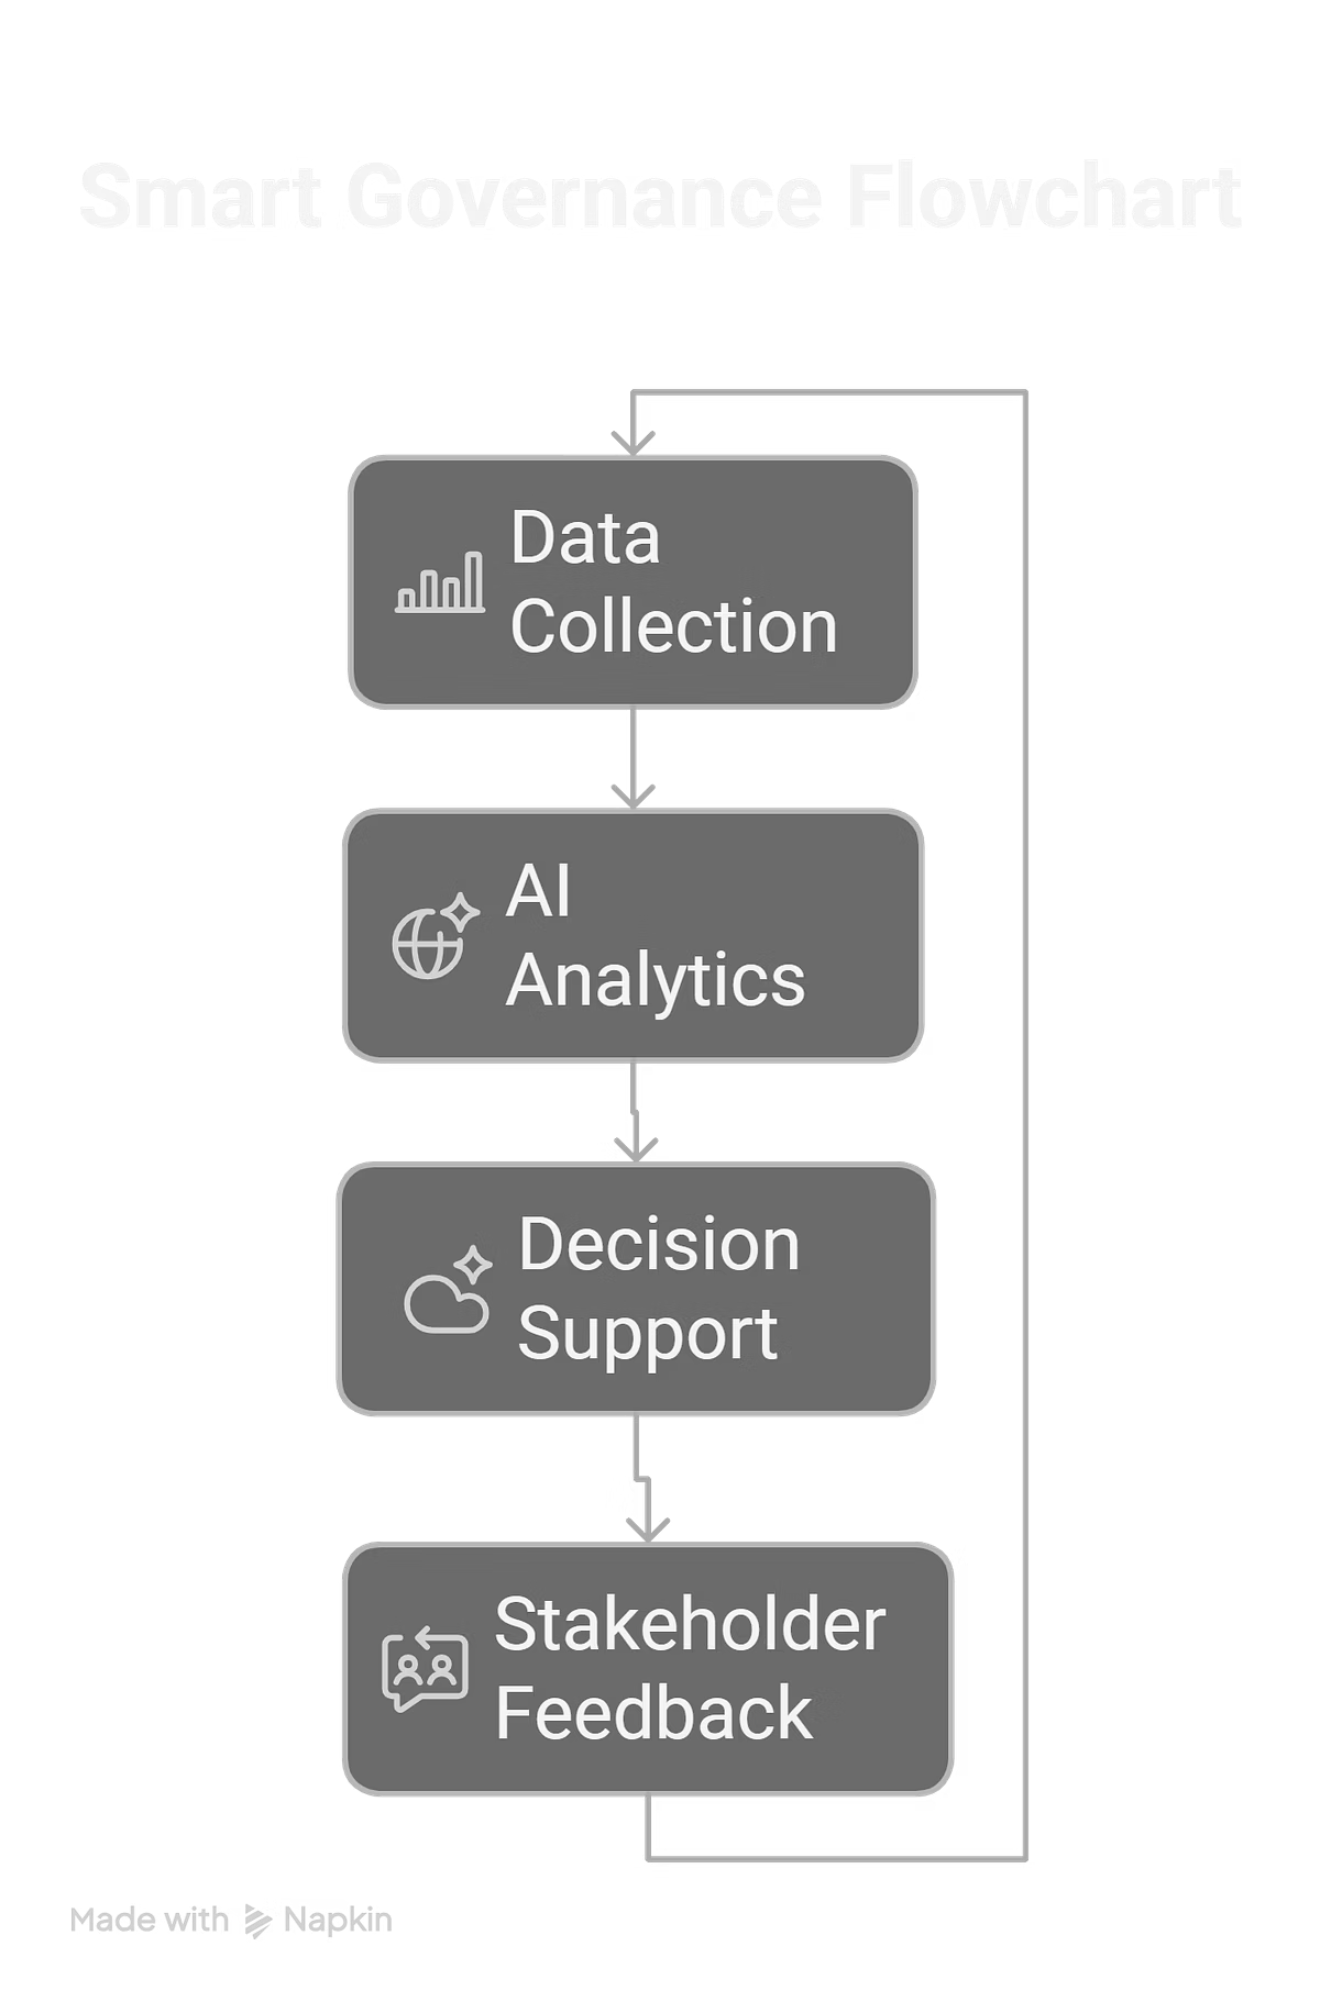 Smart Governance Flowchart
Data
Collection
AI
Analytics
Decision
Support
Stakeholder
Feedback
Made with Napkin